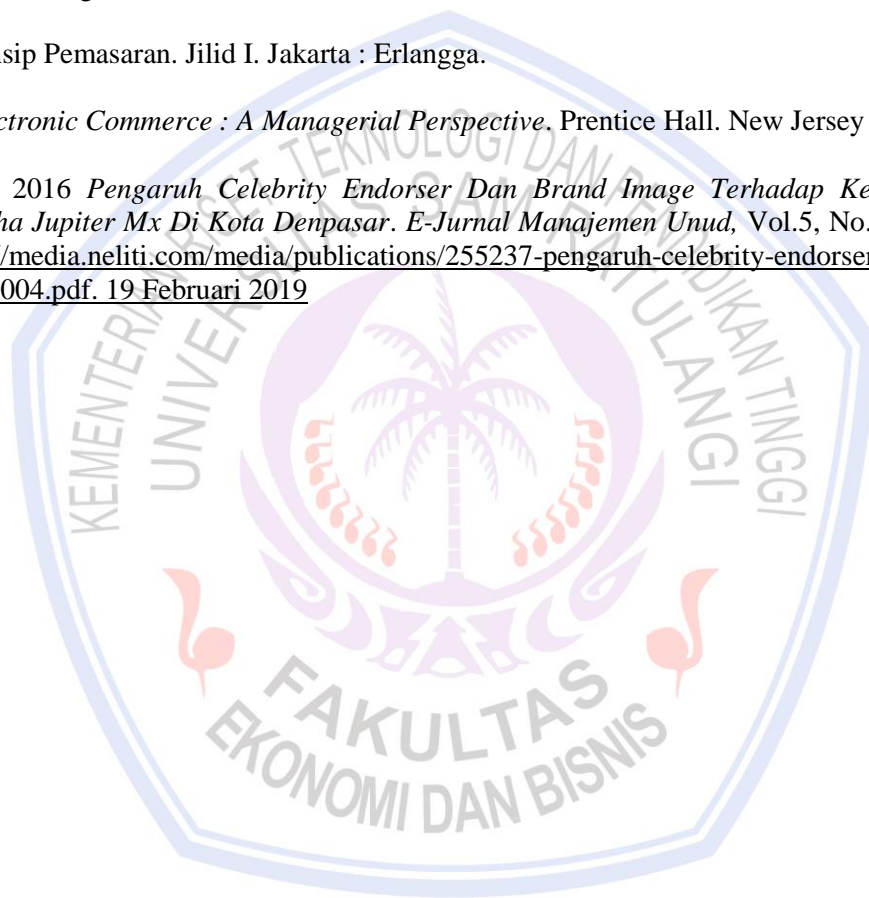 sip Pemasaran. Jilid I. Jakarta : Erlangga.
ctronic Commerce : A Managerial Perspective. Prentice Hall. New Jersey
2016 Pengaruh Celebrity Endorser Dan Brand Image Terhadap Ke
ha Jupiter Mx Di Kota Denpasar. E-Jurnal Manajemen Unud, Vol.5, No.
//media.neliti.com/media/publications/255237-pengaruh-celebrity-endorser
004.pdf. 19 Februari 2019
KEMENTERIAN RISET TEKNOLOGI DAN PENDIDIKAN TINGGI
UNIVERSITAS SAM RATULANGI
FAKULTAS
EKONOMI DAN BISNIS